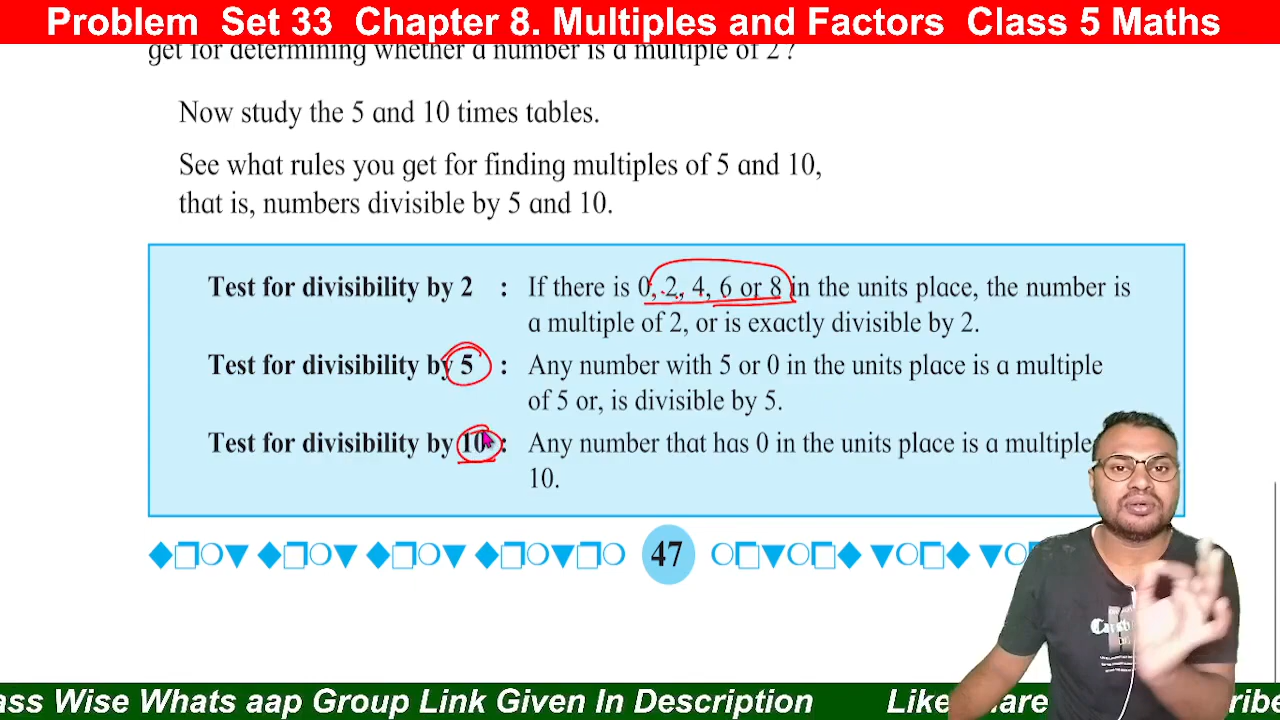 Problem Set 33 Chapter 8. Multiples and Factors Class 5 Maths
get for determining whether a number is a multiple of 2?
Now study the 5 and 10 times tables.
See what rules you get for finding multiples of 5 and 10,
that is, numbers divisible by 5 and 10.
Test for divisibility by 2 : If there is 0, 2, 4, 6 or 8 in the units place, the number is
a multiple of 2, or is exactly divisible by 2.
Test for divisibility by 5 : Any number with 5 or 0 in the units place is a multiple
of 5 or, is divisible by 5.
Test for divisibility by 10 : Any number that has 0 in the units place is a multiple
10.
47
ass Wise Whats aap Group Link Given In Description Like